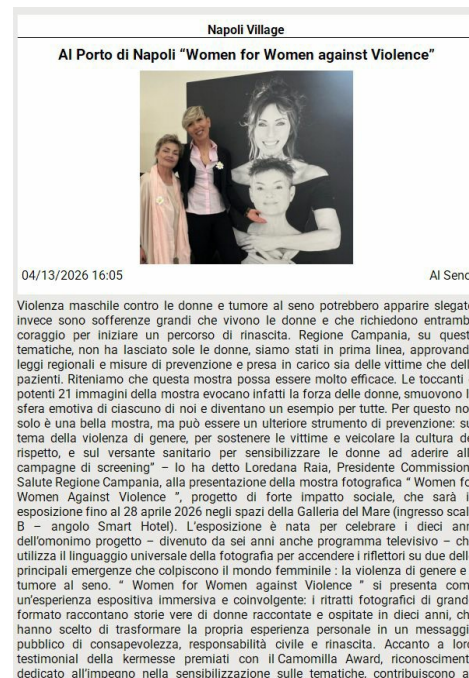 Napoli Village
Al Porto di Napoli “Women for Women against Violence”
04/13/2026 16:05
Al Seno
Violenza maschile contro le donne e tumore al seno potrebbero apparire slegat
invece sono sofferenze grandi che vivono le donne e che richiedono entramb
coraggio per iniziare un percorso di rinascita. Regione Campania, su quest
tematiche, non ha lasciato sole le donne, siamo stati in prima linea, approvand
leggi regionali e misure di prevenzione e presa in carico sia delle vittime che dell
pazienti. Riteniamo che questa mostra possa essere molto efficace. Le toccanti
potenti 21 immagini della mostra evocano infatti la forza delle donne, smuovono l
sfera emotiva di ciascuno di noi e diventano un esempio per tutte. Per questo no
solo è una bella mostra, ma può essere un ulteriore strumento di prevenzione: su
tema della violenza di genere, per sostenere le vittime e veicolare la cultura de
rispetto, e sul versante sanitario per sensibilizzare le donne ad aderire all
campagne di screening” – lo ha detto Loredana Raia, Presidente Commission
Salute Regione Campania, alla presentazione della mostra fotografica “ Women fo
Women Against Violence ”, progetto di forte impatto sociale, che sarà i
esposizione fino al 28 aprile 2026 negli spazi della Galleria del Mare (ingresso scal
B – angolo Smart Hotel). L’esposizione è nata per celebrare i dieci ann
dell’omonimo progetto – divenuto da sei anni anche programma televisivo – ch
utilizza il linguaggio universale della fotografia per accendere i riflettori su due dell
principali emergenze che colpiscono il mondo femminile : la violenza di genere e
tumore al seno. “ Women for Women against Violence ” si presenta com
un’esperienza espositiva immersiva e coinvolgente: i ritratti fotografici di grand
formato raccontano storie vere di donne raccontate e ospitate in dieci anni, ch
hanno scelto di trasformare la propria esperienza personale in un messaggi
pubblico di consapevolezza, responsabilità civile e rinascita. Accanto a lor
testimonial della kermesse premiati con il Camomilla Award, riconosciment
dedicato all’impegno nella sensibilizzazione sulle tematiche, contribuiscono a